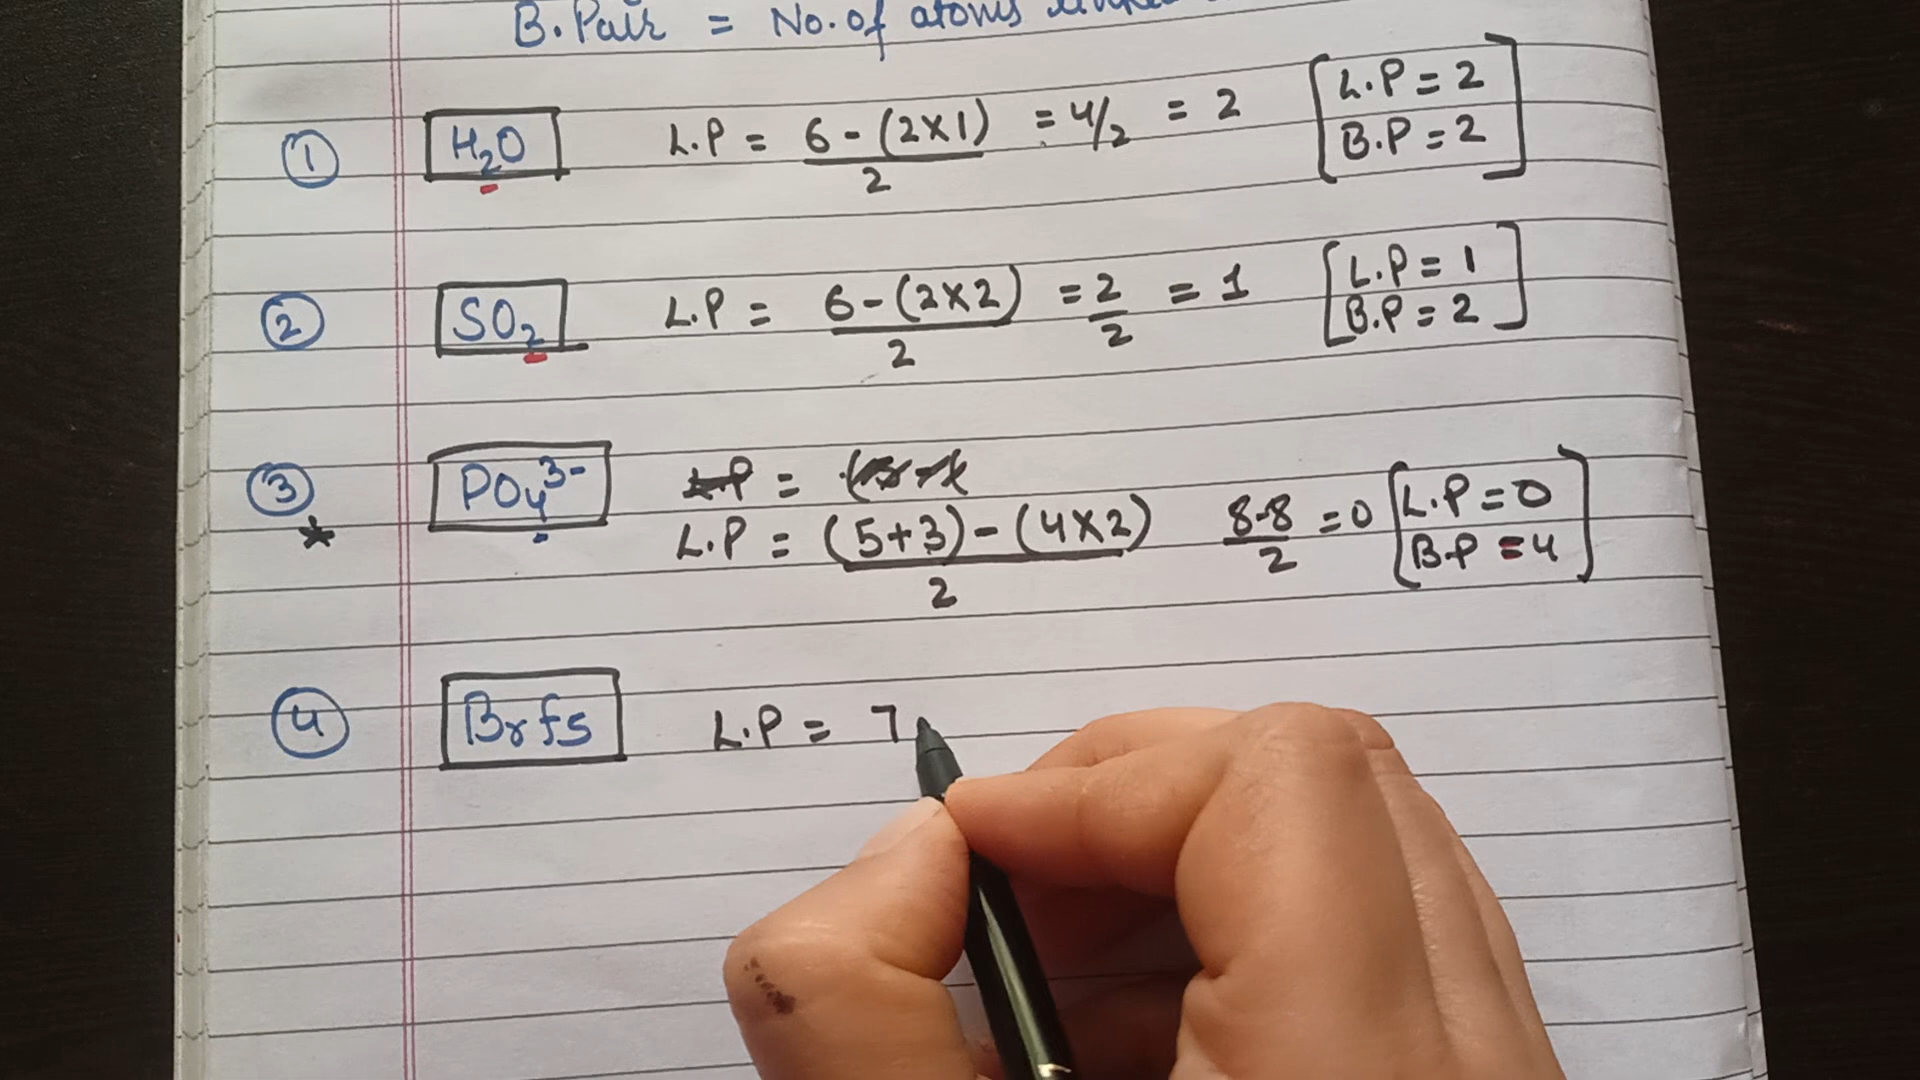 B. Pair = No. of atoms
① H₂O L.P = 6 - (2×1) / 2 = 4/2 = 2 [L.P = 2 B.P = 2]
② SO₂ L.P = 6 - (2×2) / 2 = 2/2 = 1 [L.P = 1 B.P = 2]
③ PO₄³⁻
* L.P = (5+3) - (4×2) / 2 8-8/2 = 0 [L.P = 0 B.P = 4]
④ Brf5 L.P = 7